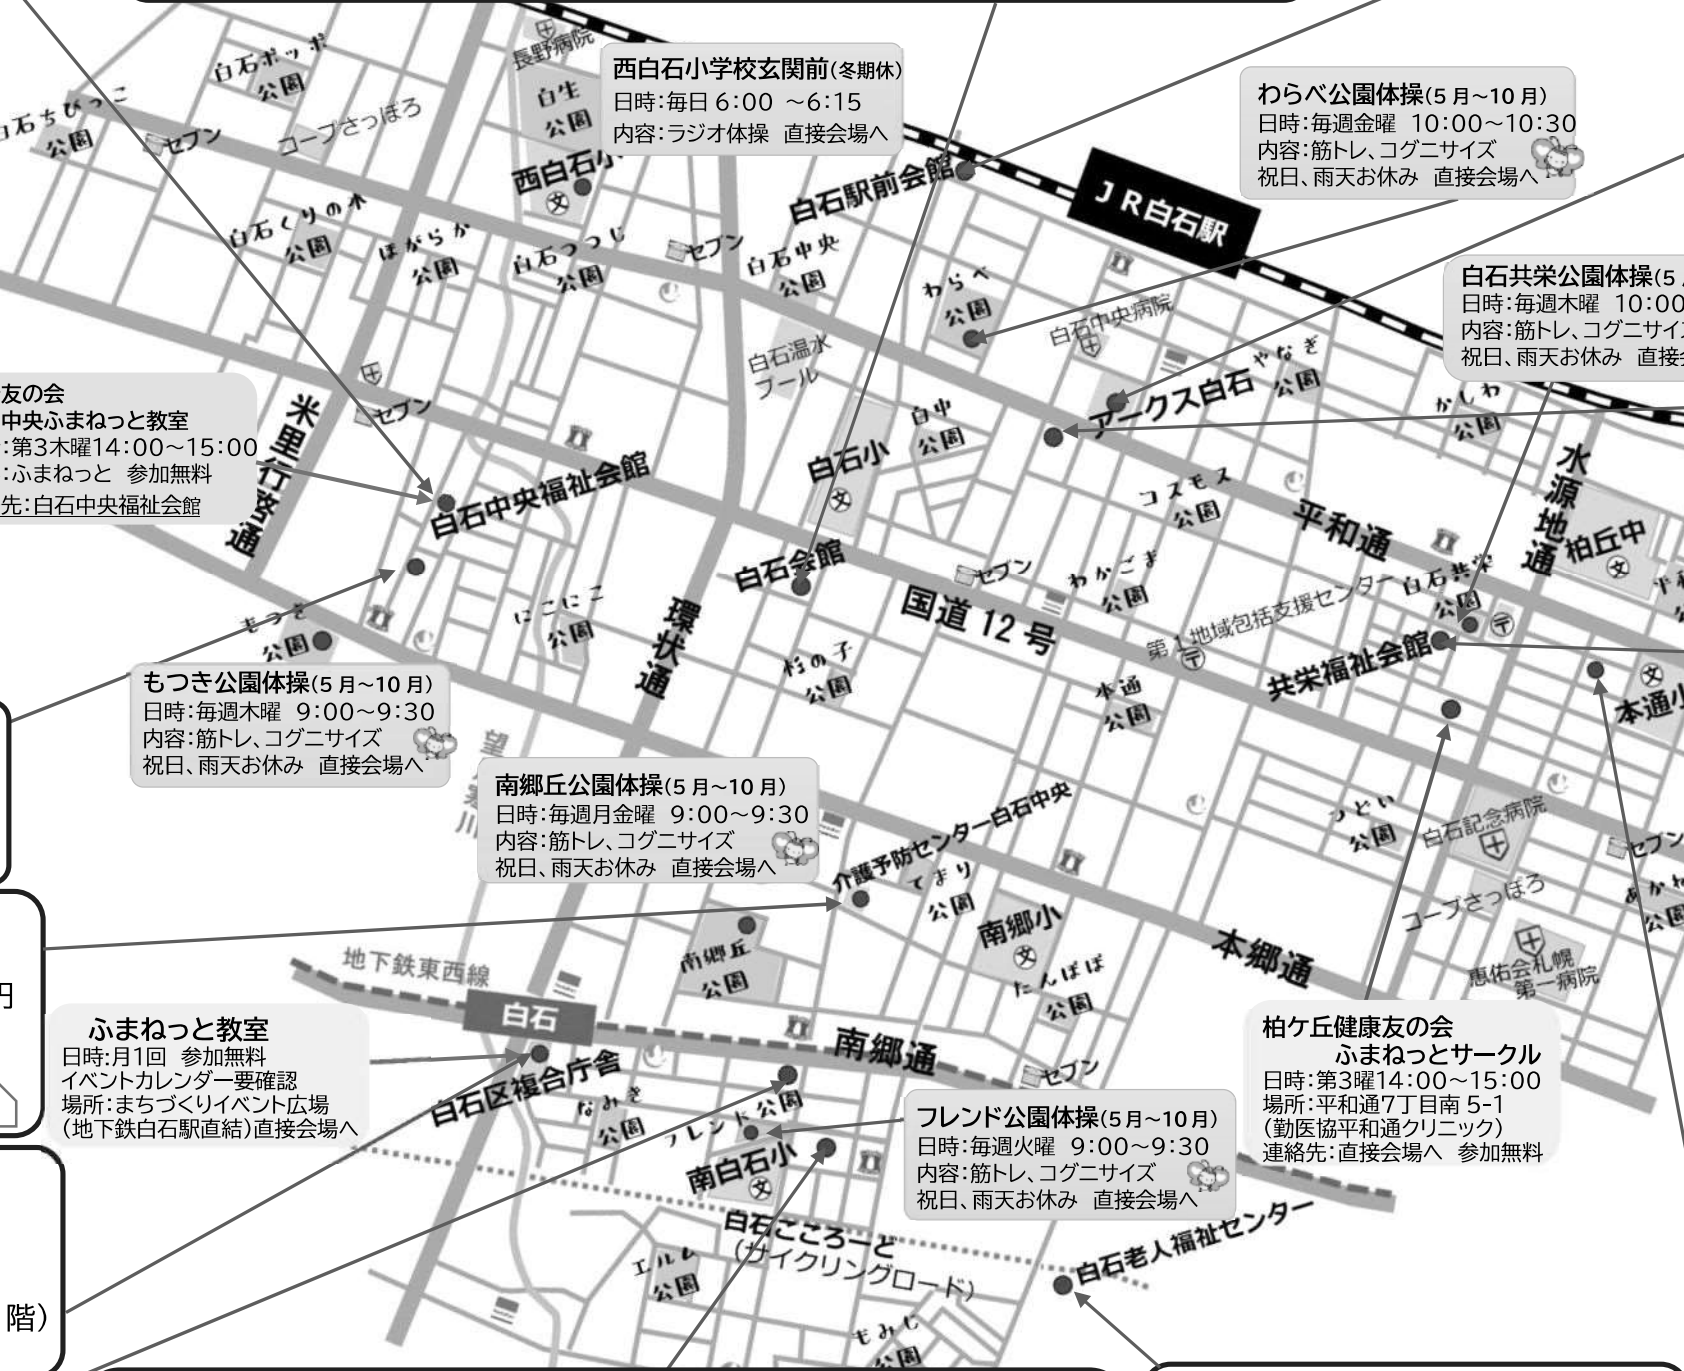 長野病院
白石ポッポ
公園
白生
公園
西白石小学校玄関前(冬期休)
日時：毎日 6：00 ～6：15
内容：ラジオ体操 直接会場へ
わらべ公園体操(5月～10月)
日時：毎週金曜 10：00～10：30
内容：筋トレ、コグニサイズ
祝日、雨天お休み 直接会場へ
白石ちびっこ
公園
セブン
コープさっぽろ
西白石小
白石駅前会館
JR白石駅
白石くりの木
公園
ほがらか
公園
白石つつじ
公園
セブン
白石中央
公園
わらべ
公園
白石中央病院
白石共栄公園体操(5
日時：毎週木曜 10：00
内容：筋トレ、コグニサイ
祝日、雨天お休み 直接
白石温水
プール
やなぎ
公園
アークス白石
かしわ
公園
友の会
中央ふまねっと教室
：第3木曜14：00～15：00
：ふまねっと 参加無料
先：白石中央福祉会館
米里行啓通
セブン
白石中央福祉会館
白石小
白中
公園
コスモス
公園
平和通
水源地通
柏丘中
白石会館
セブン
国道12号
わかごま
公園
第1地域包括支援センター
白石共栄
公園
共栄福祉会館
本通小
もつき
公園
にこにこ
公園
環状通
杉の子
公園
本通
公園
もつき公園体操(5月～10月)
日時：毎週木曜 9：00～9：30
内容：筋トレ、コグニサイズ
祝日、雨天お休み 直接会場へ
南郷丘公園体操(5月～10月)
日時：毎週月金曜 9：00～9：30
内容：筋トレ、コグニサイズ
祝日、雨天お休み 直接会場へ
介護予防センター白石中央
てまり
公園
つどい
公園
白石記念病院
セブン
コープさっぽろ
公園
南郷小
本郷通
恵佑会札幌
第一病院
たんぽぽ
公園
南郷丘
公園
地下鉄東西線
白石
南郷通
セブン
円
ふまねっと教室
日時：月1回 参加無料
イベントカレンダー要確認
場所：まちづくりイベント広場
(地下鉄白石駅直結)直接会場へ
白石区複合庁舎
なみき
公園
フレンド公園
南白石小
フレンド公園体操(5月～10月)
日時：毎週火曜 9：00～9：30
内容：筋トレ、コグニサイズ
祝日、雨天お休み 直接会場へ
柏ケ丘健康友の会
ふまねっとサークル
日時：第3曜14：00～15：00
場所：平和通7丁目南 5-1
(勤医協平和通クリニック)
連絡先：直接会場へ 参加無料
白石こころーど
(サイクリングロード)
白石老人福祉センター
エルム
公園
もみじ
公園
階)